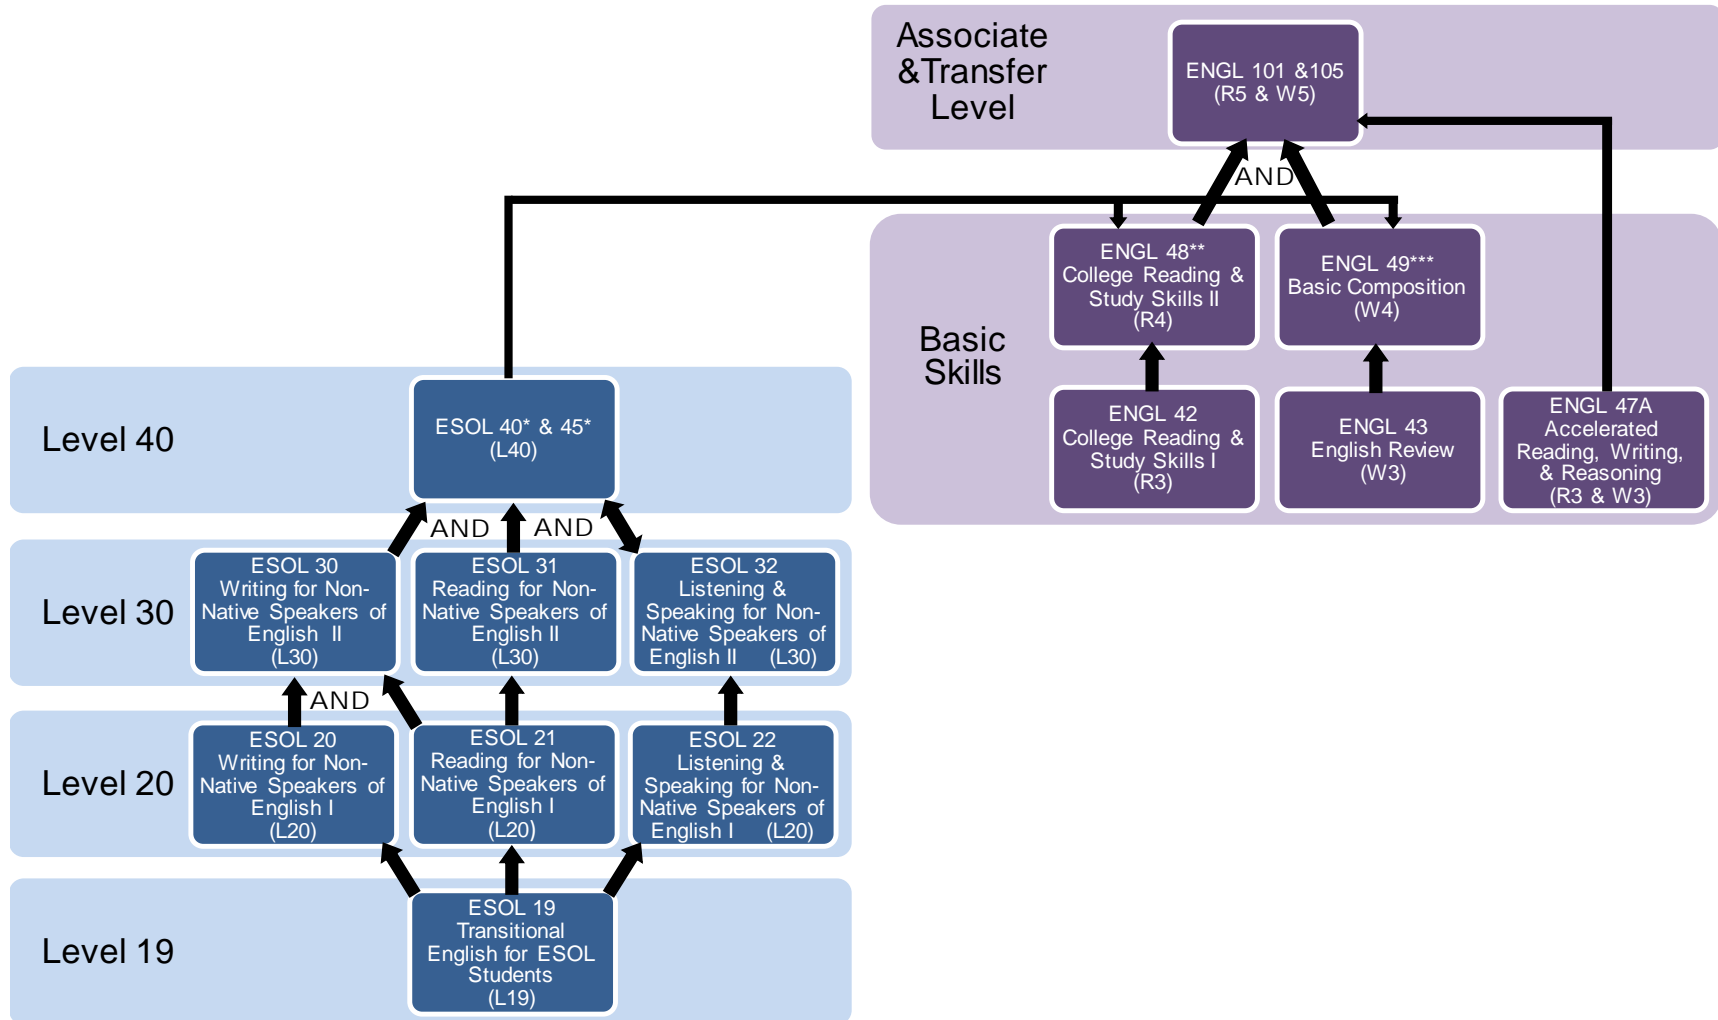 Associate
&Transfer
Level
ENGL 101 &105
(R5 & W5)
AND
Basic
Skills
ENGL 48**
College Reading &
Study Skills II
(R4)
ENGL 49***
Basic Composition
(W4)
ENGL 42
College Reading &
Study Skills I
(R3)
ENGL 43
English Review
(W3)
ENGL 47A
Accelerated
Reading, Writing,
& Reasoning
(R3 & W3)
Level 40
ESOL 40* & 45*
(L40)
AND
AND
Level 30
ESOL 30
Writing for Non-
Native Speakers of
English II
(L30)
ESOL 31
Reading for Non-
Native Speakers of
English II
(L30)
ESOL 32
Listening &
Speaking for Non-
Native Speakers of
English II (L30)
AND
Level 20
ESOL 20
Writing for Non-
Native Speakers of
English I
(L20)
ESOL 21
Reading for Non-
Native Speakers of
English I
(L20)
ESOL 22
Listening &
Speaking for Non-
Native Speakers of
English I (L20)
Level 19
ESOL 19
Transitional
English for ESOL
Students
(L19)